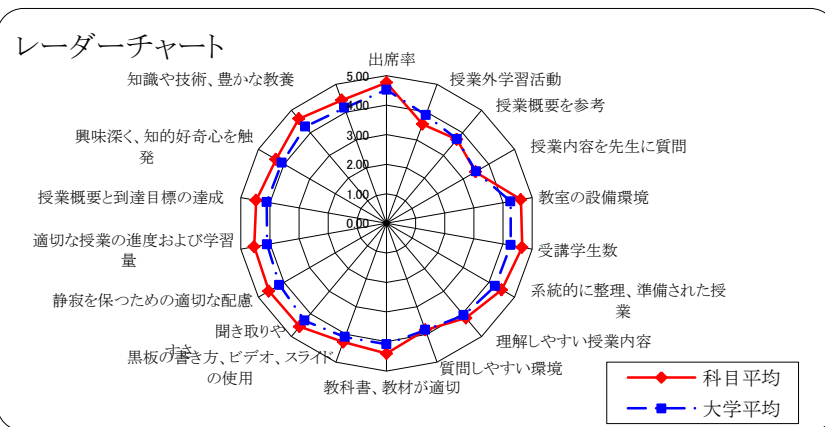 レーダーチャート
出席率
授業外学習活動
授業概要を参考
授業内容を先生に質問
教室の設備環境
受講学生数
系統的に整理、準備された授
業
理解しやすい授業内容
質問しやすい環境
教科書、教材が適切
黒板の書き方、ビデオ、スライド
の使用
聞き取りや
すさ
静寂を保つための適切な配慮
適切な授業の進度および学習
量
授業概要と到達目標の達成
興味深く、知的好奇心を触
発
知識や技術、豊かな教養
5.00
4.00
3.00
2.00
1.00
0.00
科目平均
大学平均